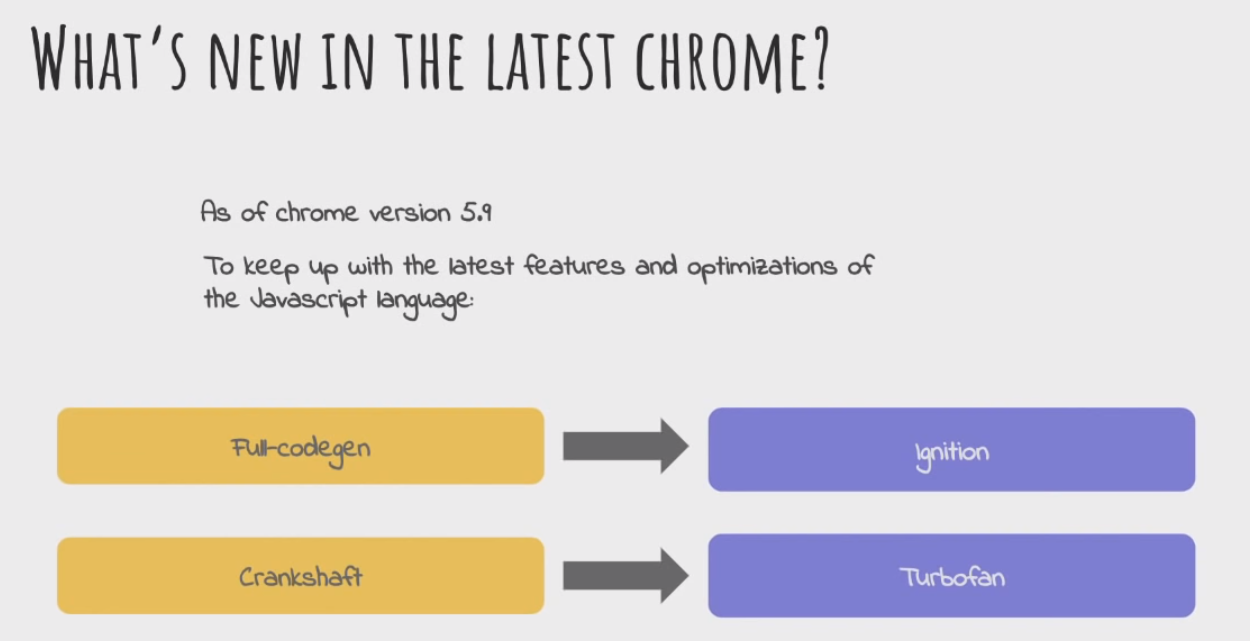 What's new in the latest chrome?
As of chrome version 5.9
To keep up with the latest features and optimizations of
the Javascript language:
Full-codegen
Ignition
Crankshaft
Turbofan